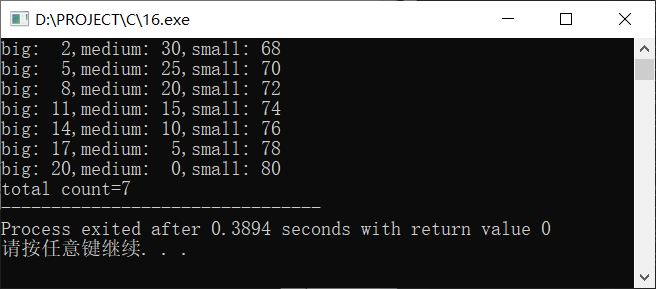 D:\PROJECT\C\16.exe
big:  2,medium: 30,small: 68
big:  5,medium: 25,small: 70
big:  8,medium: 20,small: 72
big: 11,medium: 15,small: 74
big: 14,medium: 10,small: 76
big: 17,medium:  5,small: 78
big: 20,medium:  0,small: 80
total count=7
--------------------------------
Process exited after 0.3894 seconds with return value 0
请按任意键继续. . .